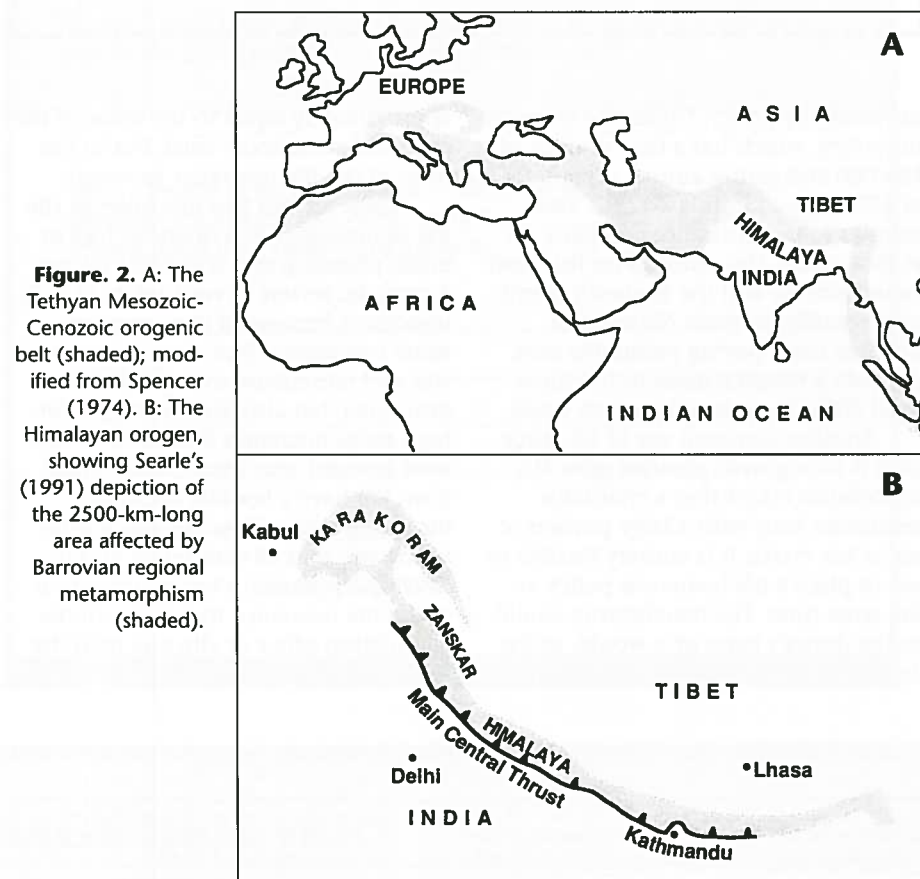 Figure. 2. A: The
Tethyan Mesozoic-
Cenozoic orogenic
belt (shaded); mod-
ified from Spencer
(1974). B: The
Himalayan orogen,
showing Searle's
(1991) depiction of
the 2500-km-long
area affected by
Barrovian regional
metamorphism
(shaded).
A
EUROPE
ASIA
TIBET
HIMALAYA
INDIA
AFRICA
INDIAN OCEAN
B
Kabul
KARAKORAM
ZANSKAR
TIBET
HIMALAYA
Main Central Thrust
Lhasa
Delhi
INDIA
Kathmandu